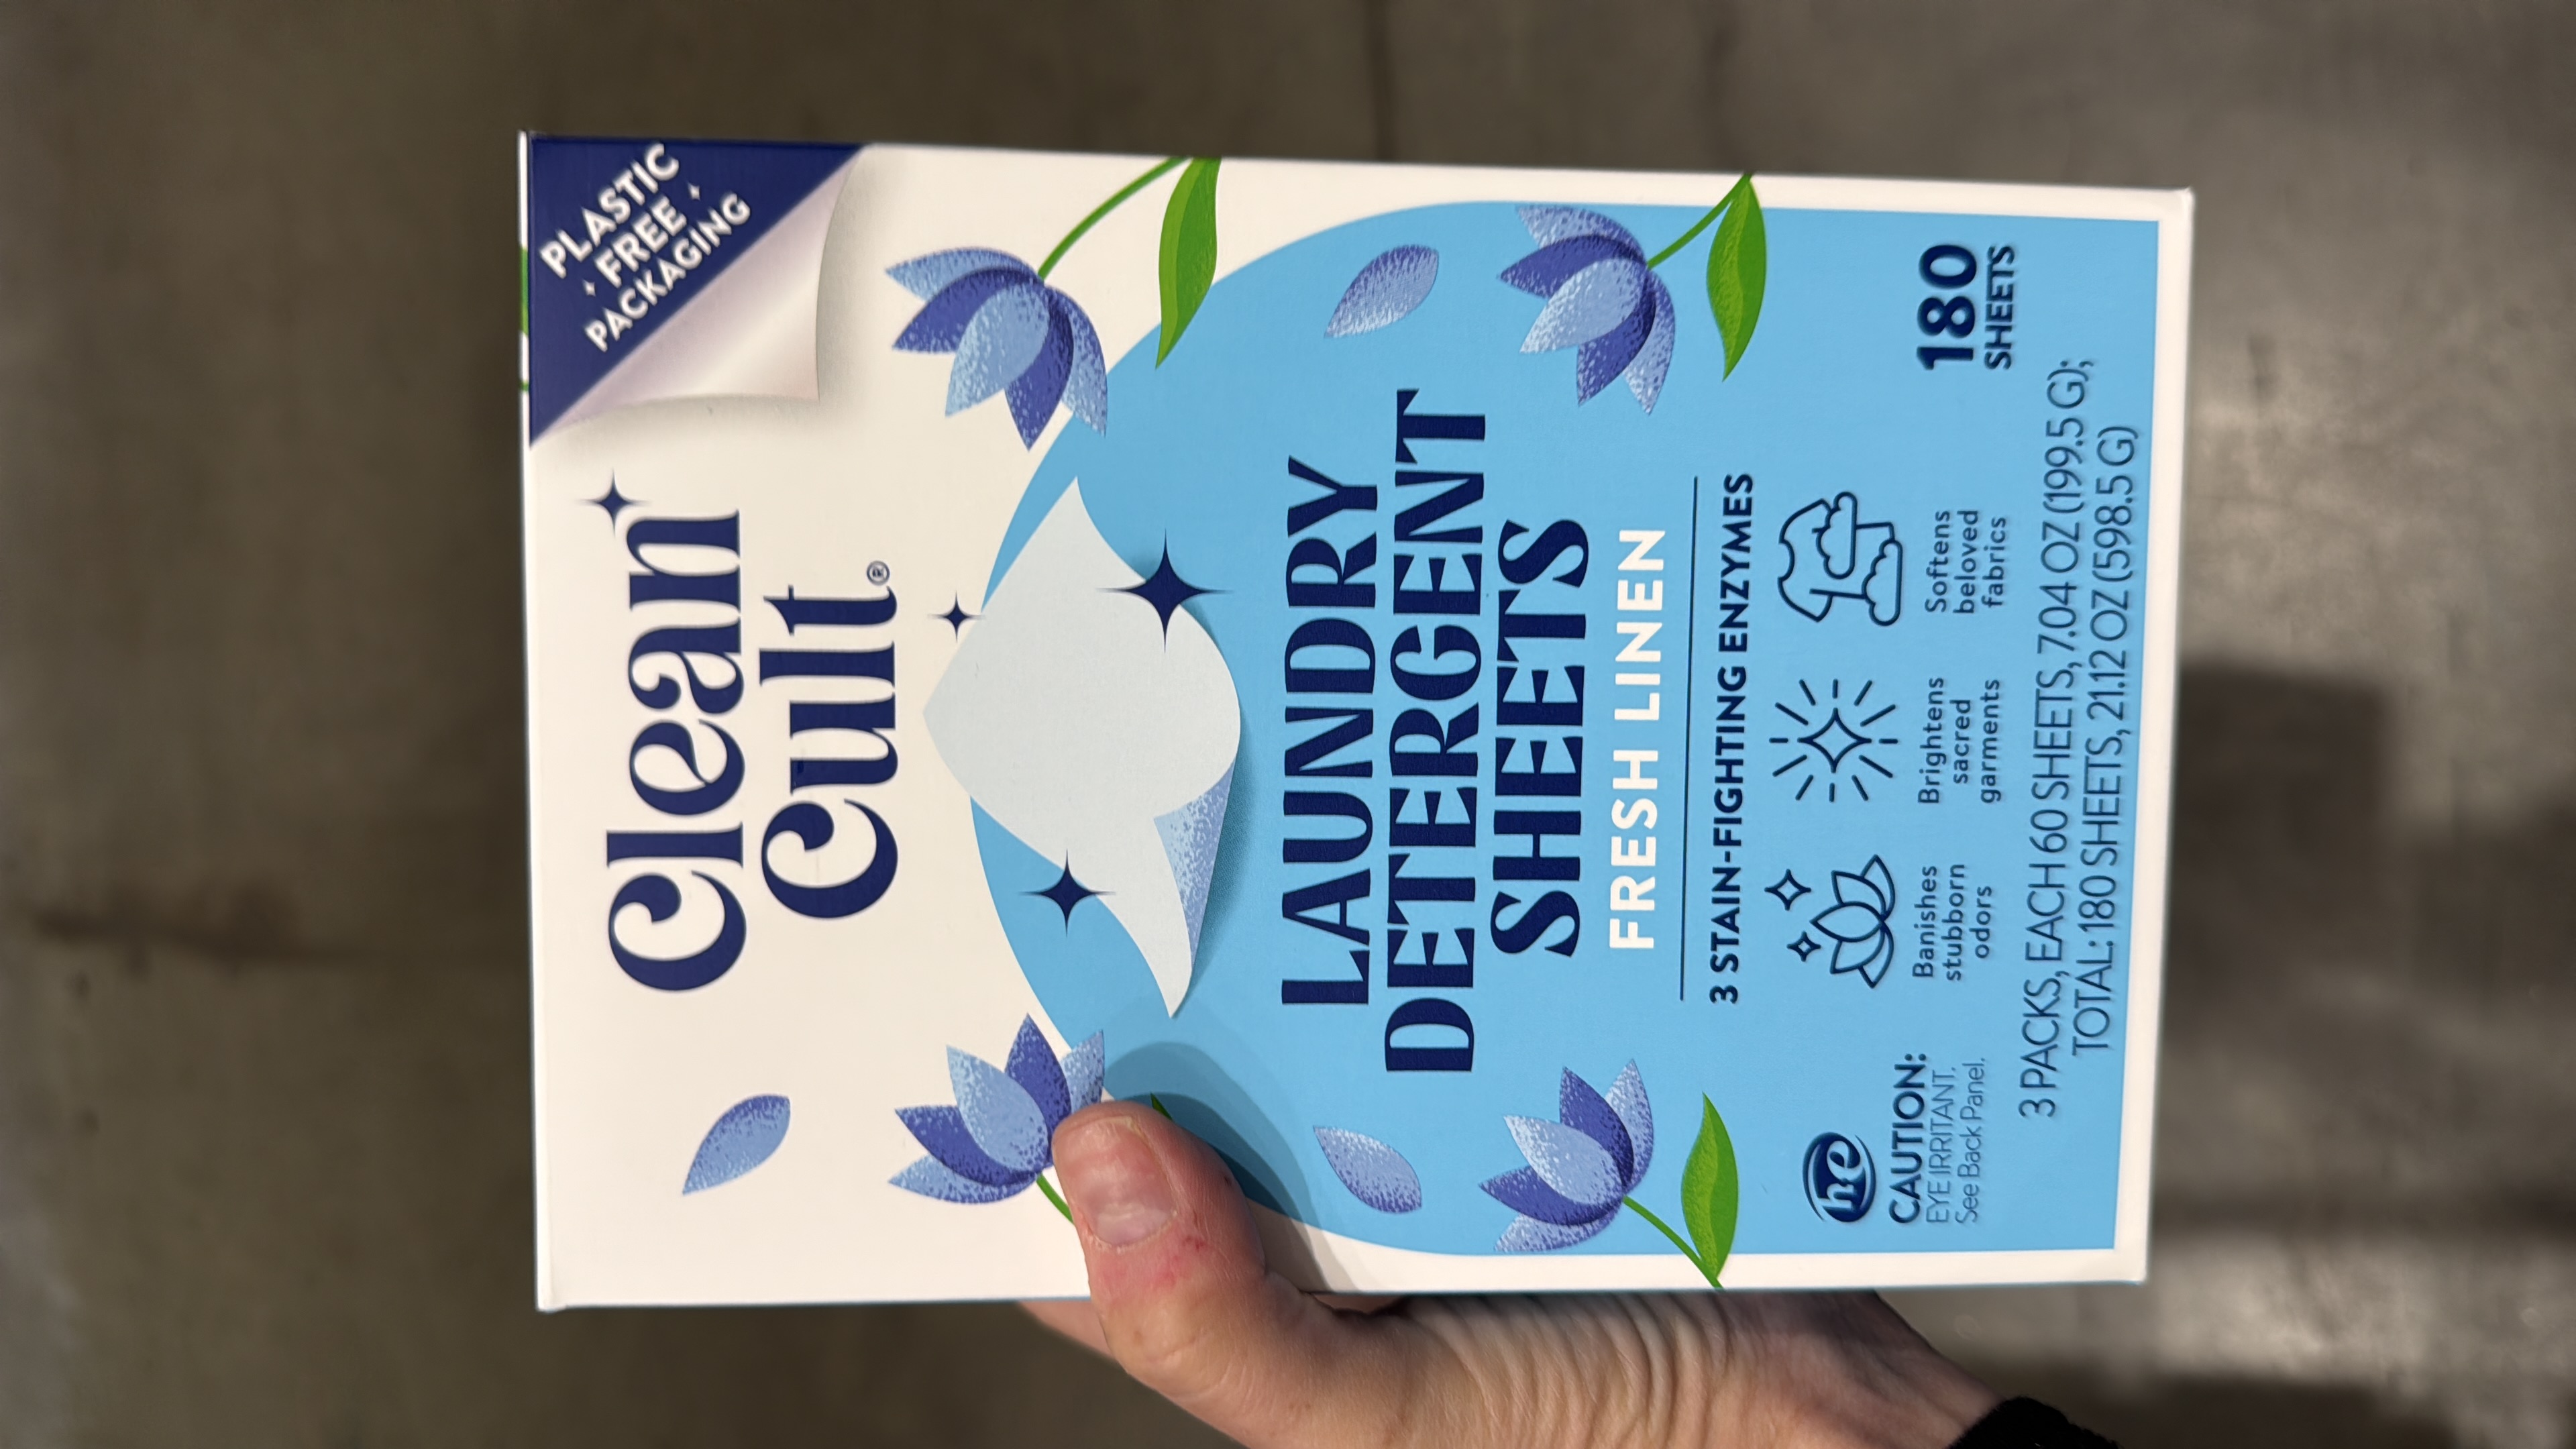 PLASTIC
FREE
PACKAGING
Clean
Cult®
LAUNDRY
DETERGENT
SHEETS
FRESH LINEN
3 STAIN-FIGHTING ENZYMES
Banishes
stubborn
odors
Brightens
sacred
garments
Softens
beloved
fabrics
he
CAUTION:
EYE IRRITANT.
See Back Panel.
180
SHEETS
3 PACKS, EACH 60 SHEETS, 7.04 OZ (199.5 G);
TOTAL: 180 SHEETS, 21.12 OZ (598.5 G)